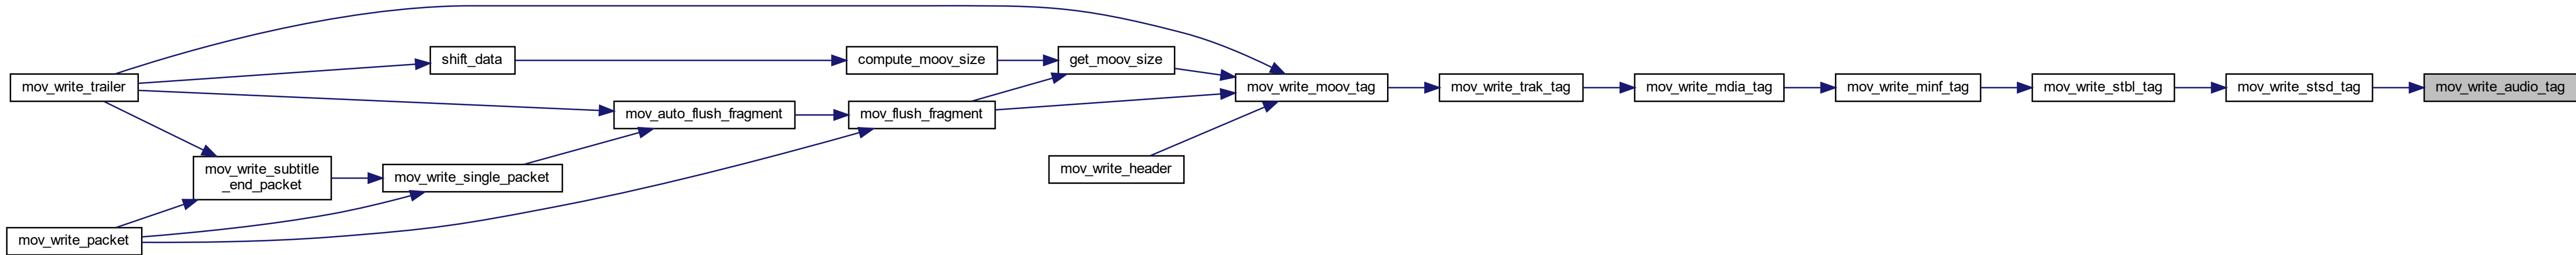 mov_write_trailer
shift_data
compute_moov_size
get_moov_size
mov_write_moov_tag
mov_write_trak_tag
mov_write_mdia_tag
mov_write_minf_tag
mov_write_stbl_tag
mov_write_stsd_tag
mov_write_audio_tag
mov_auto_flush_fragment
mov_flush_fragment
mov_write_header
mov_write_subtitle
_end_packet
mov_write_single_packet
mov_write_packet